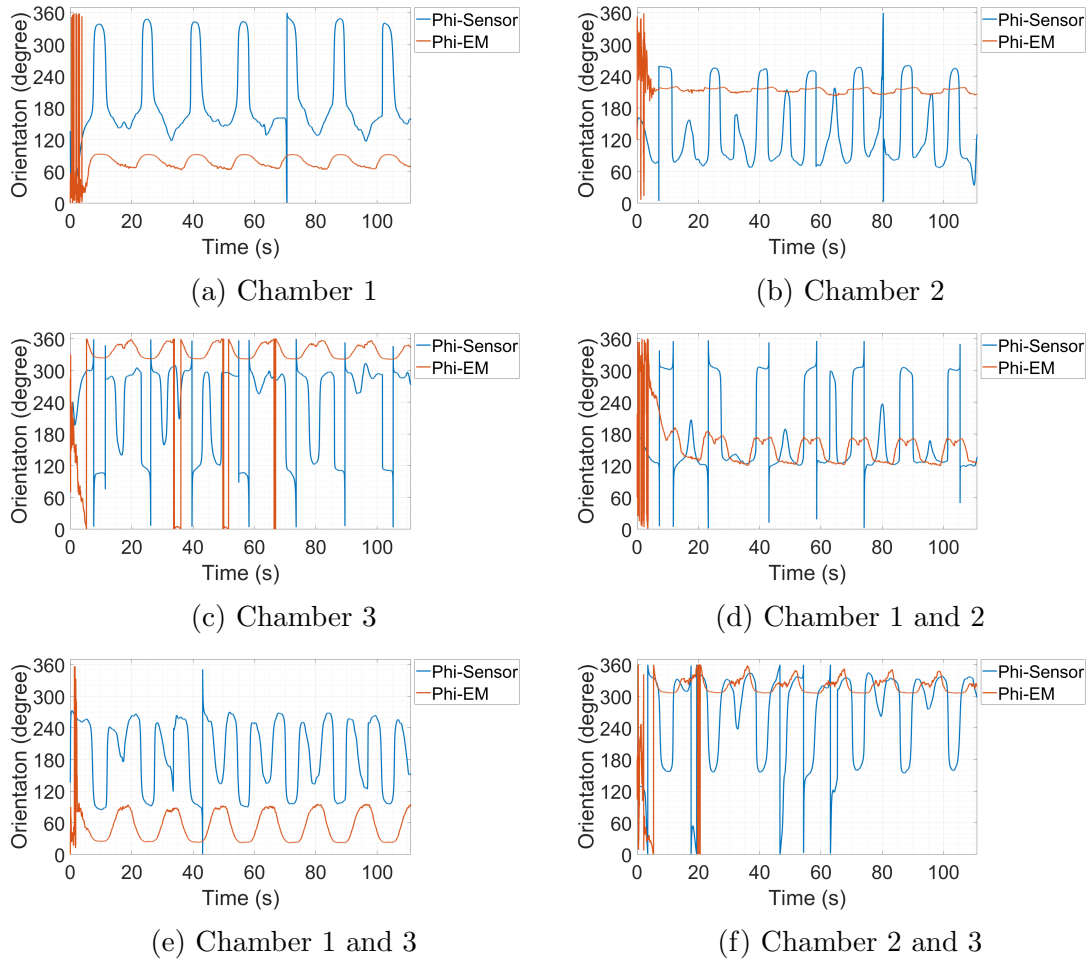 Orientaton (degree)
360
300
240
180
120
60
0
0 20 40 60 80 100
Time (s)
Phi-Sensor
Phi-EM
(a) Chamber 1
Orientaton (degree)
360
300
240
180
120
60
0
0 20 40 60 80 100
Time (s)
Phi-Sensor
Phi-EM
(b) Chamber 2
Orientaton (degree)
360
300
240
180
120
60
0
0 20 40 60 80 100
Time (s)
Phi-Sensor
Phi-EM
(c) Chamber 3
Orientaton (degree)
360
300
240
180
120
60
0
0 20 40 60 80 100
Time (s)
Phi-Sensor
Phi-EM
(d) Chamber 1 and 2
Orientaton (degree)
360
300
240
180
120
60
0
0 20 40 60 80 100
Time (s)
Phi-Sensor
Phi-EM
(e) Chamber 1 and 3
Orientaton (degree)
360
300
240
180
120
60
0
0 20 40 60 80 100
Time (s)
Phi-Sensor
Phi-EM
(f) Chamber 2 and 3